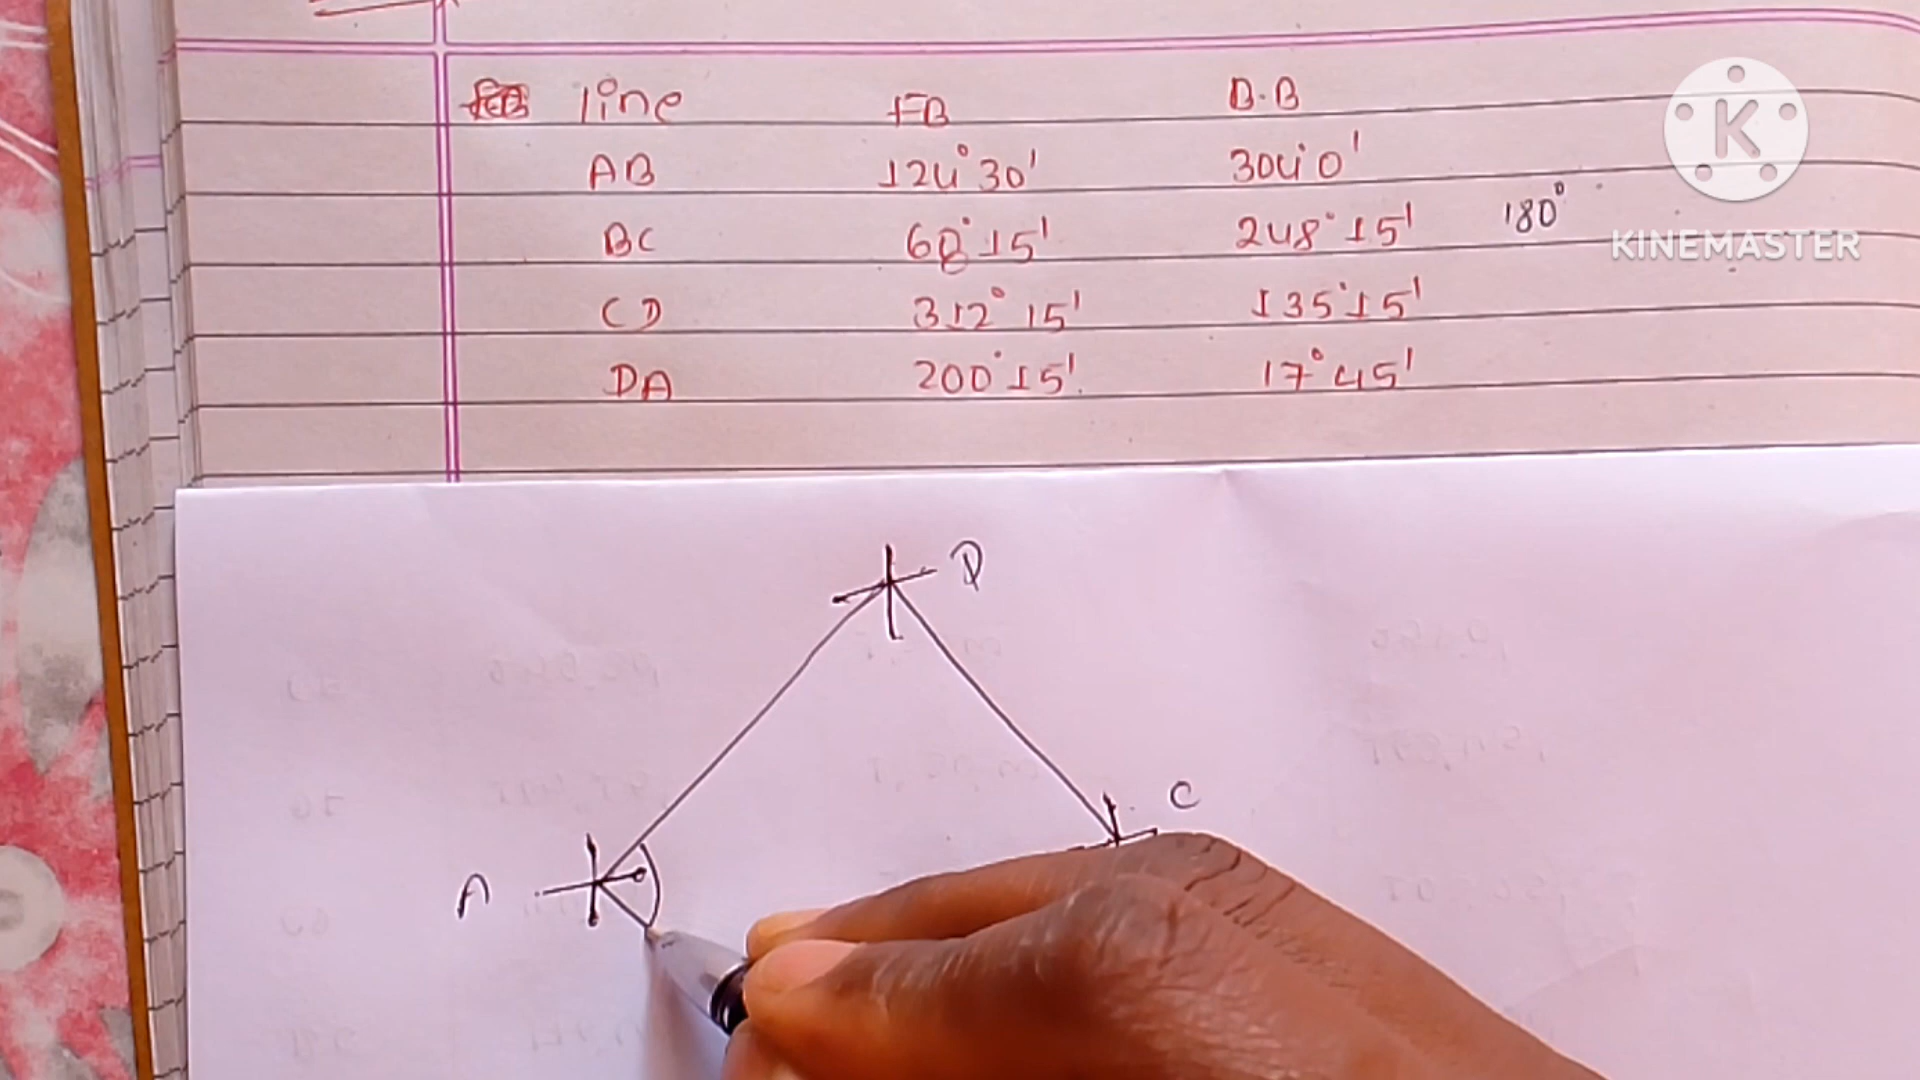 line FB B.B
AB 124°30' 304°0'
BC 68°15' 248°15' 180°
CD 312°15' 135°15'
DA 200°15' 17°45'
K
KINEMASTER
D
C
A